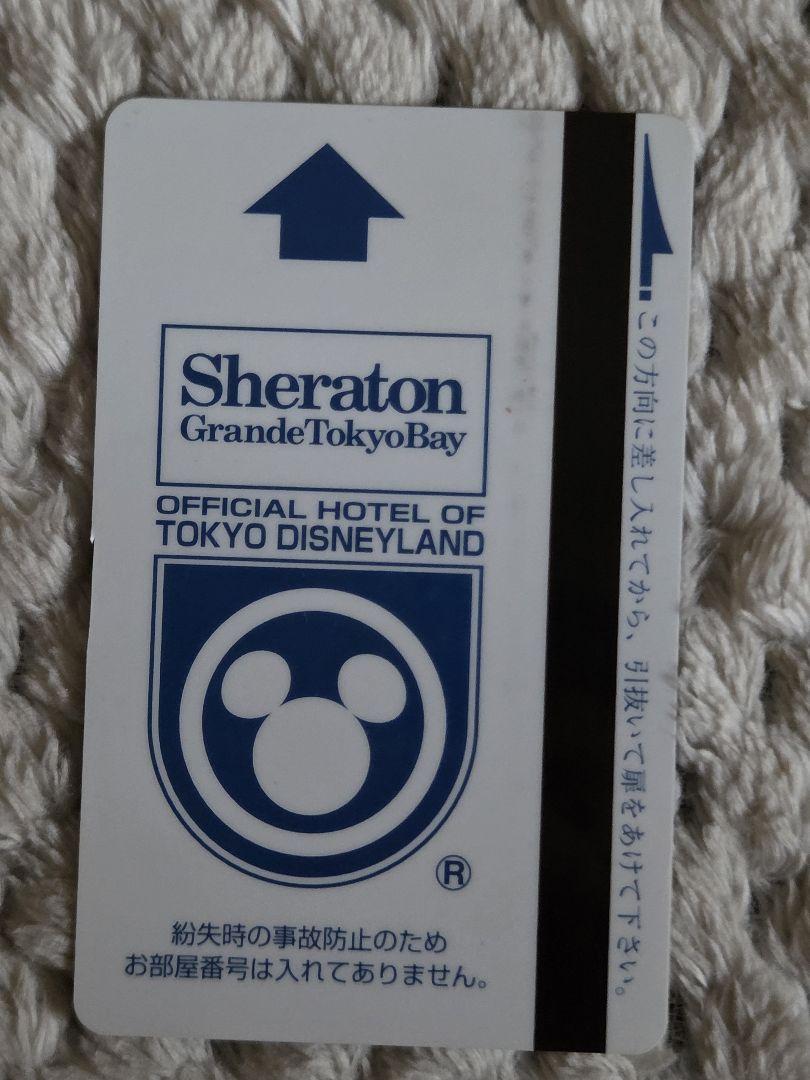 Sheraton
GrandeTokyoBay
OFFICIAL HOTEL OF
TOKYO DISNEYLAND
®
紛失時の事故防止のため
お部屋番号は入れてありません。
この方向に差し入れてから、引抜いて扉をあけて下さい。